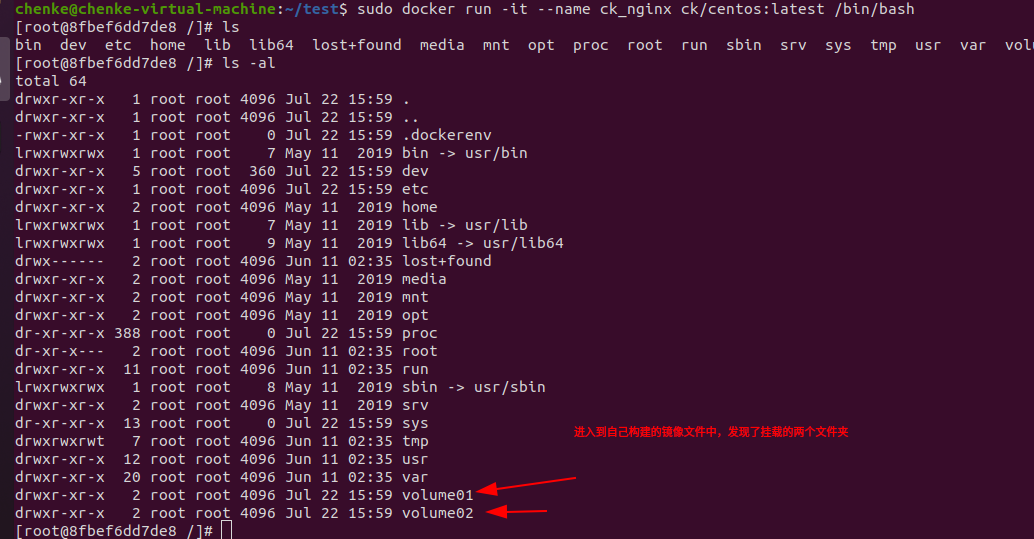 chenke@chenke-virtual-machine:~/test$ sudo docker run -it --name ck_nginx ck/centos:latest /bin/bash
[root@8fbef6dd7de8 /]# ls
bin  dev  etc  home  lib  lib64  lost+found  media  mnt  opt  proc  root  run  sbin  srv  sys  tmp  usr  var  volu
[root@8fbef6dd7de8 /]# ls -al
total 64
drwxr-xr-x   1 root root 4096 Jul 22 15:59 .
drwxr-xr-x   1 root root 4096 Jul 22 15:59 ..
-rwxr-xr-x   1 root root    0 Jul 22 15:59 .dockerenv
lrwxrwxrwx   1 root root    7 May 11  2019 bin -> usr/bin
drwxr-xr-x   5 root root  360 Jul 22 15:59 dev
drwxr-xr-x   1 root root 4096 Jul 22 15:59 etc
drwxr-xr-x   2 root root 4096 May 11  2019 home
lrwxrwxrwx   1 root root    7 May 11  2019 lib -> usr/lib
lrwxrwxrwx   1 root root    9 May 11  2019 lib64 -> usr/lib64
drwx------   2 root root 4096 Jun 11 02:35 lost+found
drwxr-xr-x   2 root root 4096 May 11  2019 media
drwxr-xr-x   2 root root 4096 May 11  2019 mnt
drwxr-xr-x   2 root root 4096 May 11  2019 opt
dr-xr-xr-x 388 root root    0 Jul 22 15:59 proc
dr-xr-x---   2 root root 4096 Jun 11 02:35 root
drwxr-xr-x  11 root root 4096 Jun 11 02:35 run
lrwxrwxrwx   1 root root    8 May 11  2019 sbin -> usr/sbin
drwxr-xr-x   2 root root 4096 May 11  2019 srv
dr-xr-xr-x  13 root root    0 Jul 22 15:59 sys
进入到自己构建的镜像文件中，发现了挂载的两个文件夹
drwxrwxrwt   7 root root 4096 Jun 11 02:35 tmp
drwxr-xr-x  12 root root 4096 Jun 11 02:35 usr
drwxr-xr-x  20 root root 4096 Jun 11 02:35 var
drwxr-xr-x   2 root root 4096 Jul 22 15:59 volume01
drwxr-xr-x   2 root root 4096 Jul 22 15:59 volume02
[root@8fbef6dd7de8 /]#